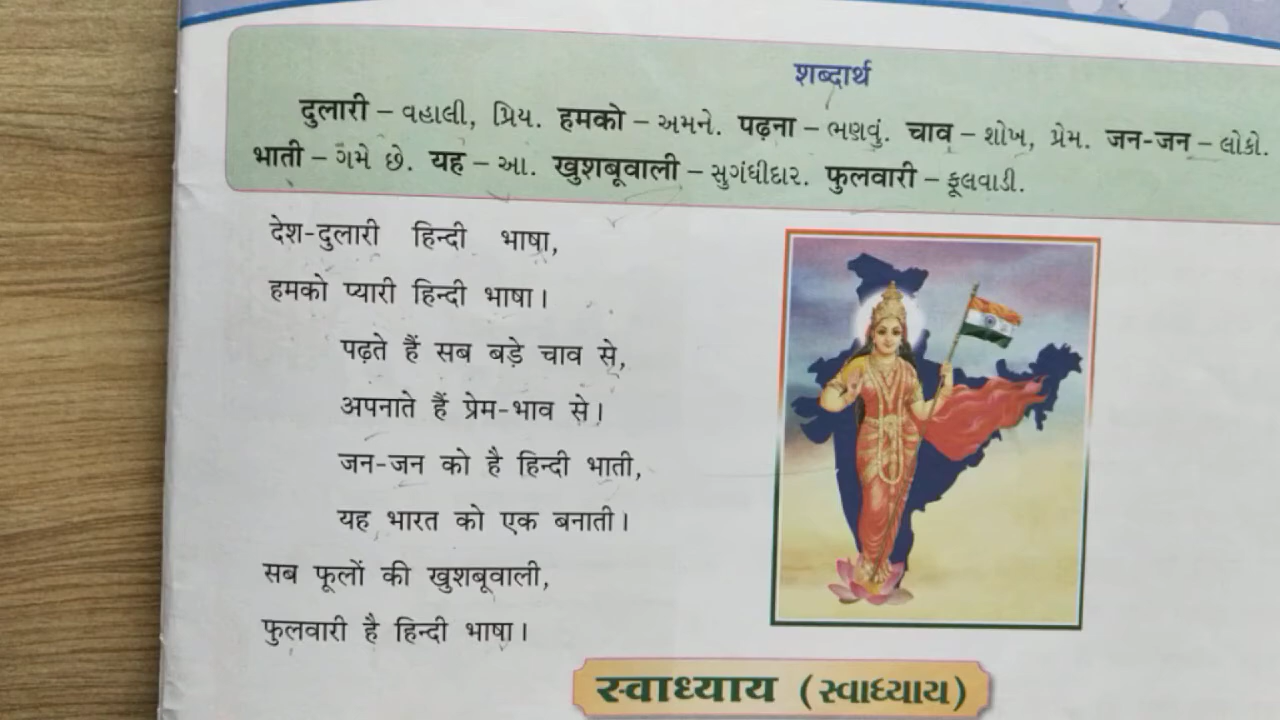 शब्दार्थ
दुलारी – વહાલી, પ્રિય. हमको – અમને. पढ़ना – ભણવું. चाव – શોખ, પ્રેમ. जन-जन – લોકો.
भाती – ગમે છે. यह – આ. खुशबूवाली – સુગંધીદાર. फुलवारी – ફૂલવાડી.
देश-दुलारी हिन्दी भाषा,
हमको प्यारी हिन्दी भाषा।
पढ़ते हैं सब बड़े चाव से,
अपनाते हैं प्रेम-भाव से।
जन-जन को है हिन्दी भाती,
यह भारत को एक बनाती।
सब फूलों की खुशबूवाली,
फुलवारी है हिन्दी भाषा।
स्वाध्याय (સ્વાધ્યાય)